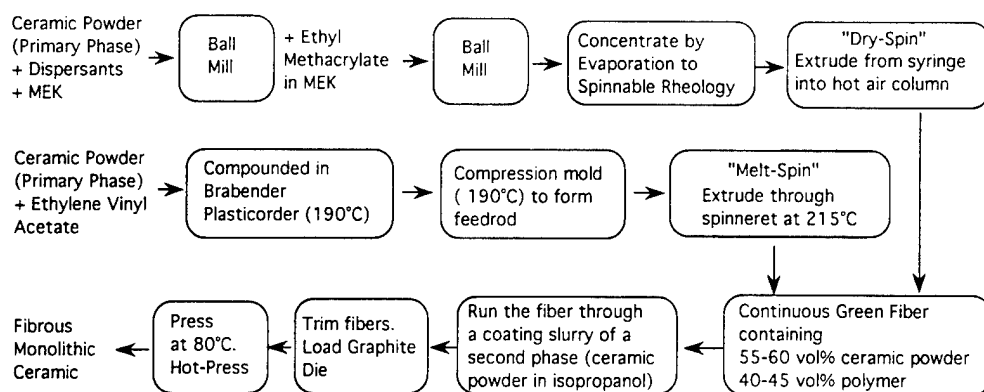 Ceramic Powder
(Primary Phase)
+ Dispersants
+ MEK
Ball
Mill
+ Ethyl
Methacrylate
in MEK
Ball
Mill
Concentrate by
Evaporation to
Spinnable Rheology
"Dry-Spin"
Extrude from syringe
into hot air column
Ceramic Powder
(Primary Phase)
+ Ethylene Vinyl
Acetate
Compounded in
Brabender
Plasticorder (190°C)
Compression mold
( 190°C) to form
feedrod
"Melt-Spin"
Extrude through
spinneret at 215°C
Continuous Green Fiber
containing
55-60 vol% ceramic powder
40-45 vol% polymer
Run the fiber through
a coating slurry of a
second phase (ceramic
powder in isopropanol)
Trim fibers.
Load Graphite
Die
Press
at 80°C.
Hot-Press
Fibrous
Monolithic
Ceramic